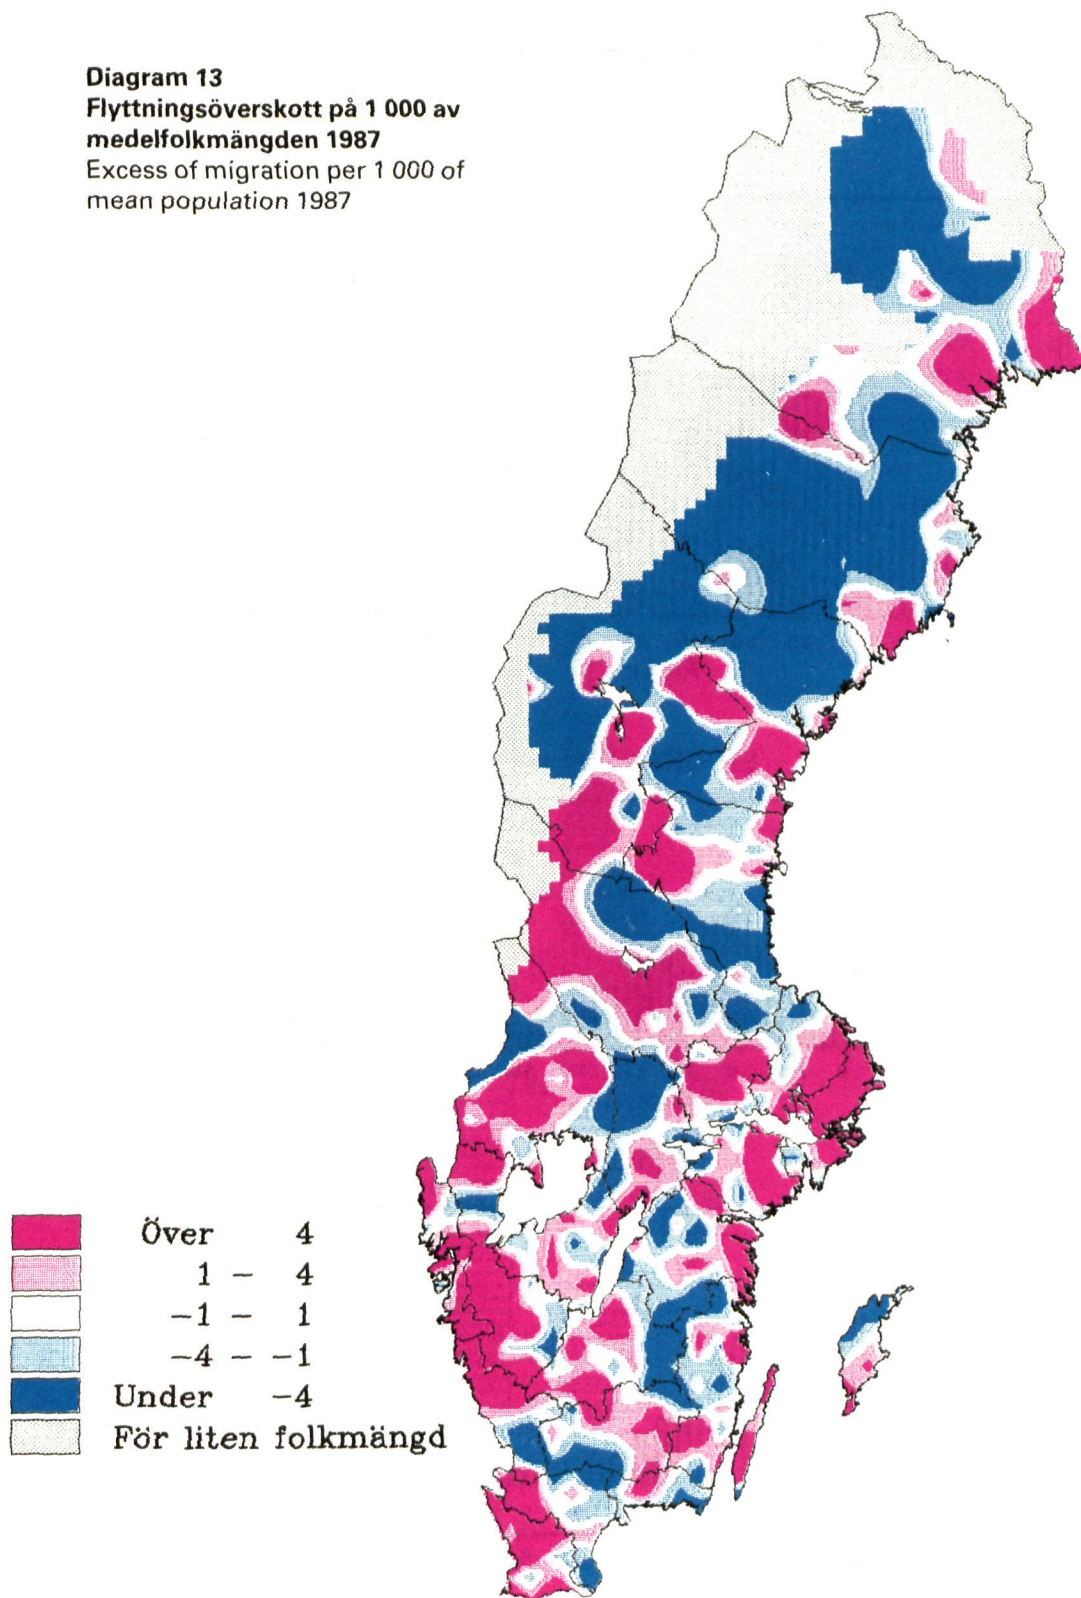 Diagram 13
Flyttningsöverskott på 1 000 av
medelfolkmängden 1987
Excess of migration per 1 000 of
mean population 1987
Över 4
1 - 4
-1 - 1
-4 - -1
Under -4
För liten folkmängd